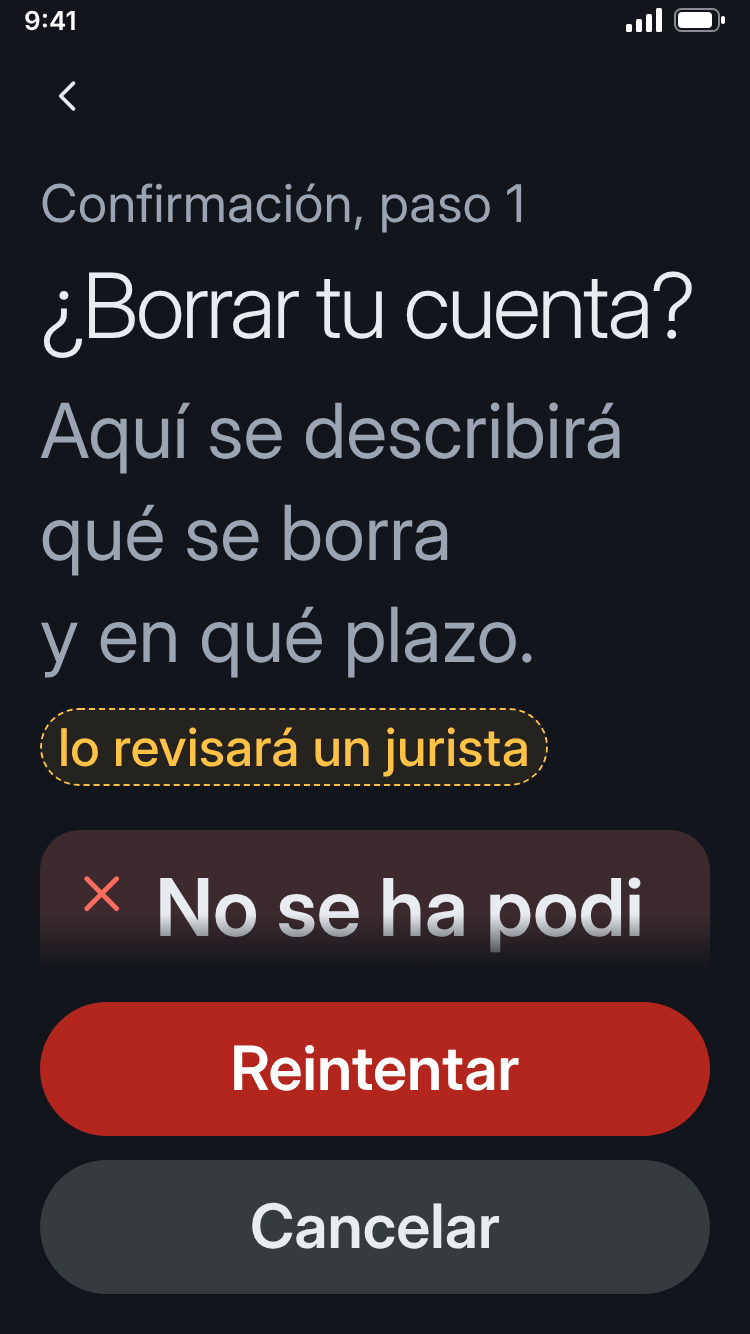 9:41
Confirmación, paso 1
¿Borrar tu cuenta?
Aquí se describirá
qué se borra
y en qué plazo.
lo revisará un jurista
No se ha podi
Reintentar
Cancelar